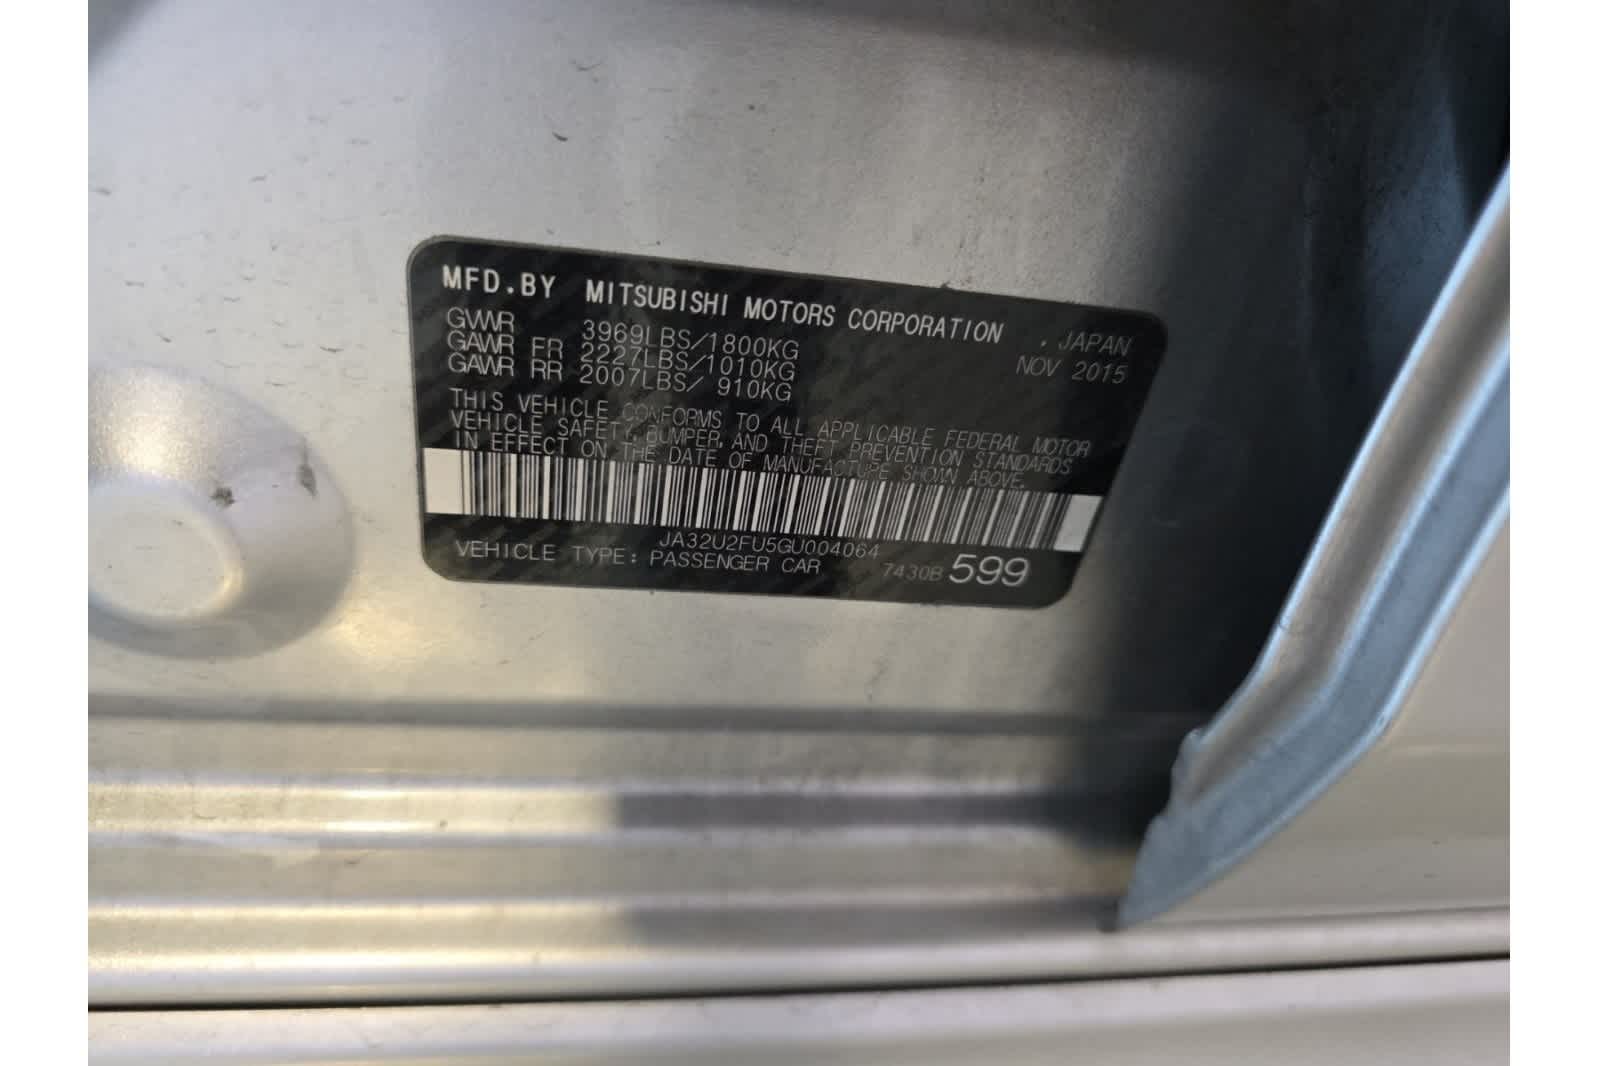 MFD.BY MITSUBISHI MOTORS CORPORATION , JAPAN
GVWR 3969LBS/1800KG NOV 2015
GAWR FR 2227LBS/1010KG
GAWR RR 2007LBS/ 910KG
THIS VEHICLE CONFORMS TO ALL APPLICABLE FEDERAL MOTOR
VEHICLE SAFETY, BUMPER, AND THEFT PREVENTION STANDARDS
IN EFFECT ON THE DATE OF MANUFACTURE SHOWN ABOVE.
JA32U2FU5GU004064
VEHICLE TYPE: PASSENGER CAR 7430B 599